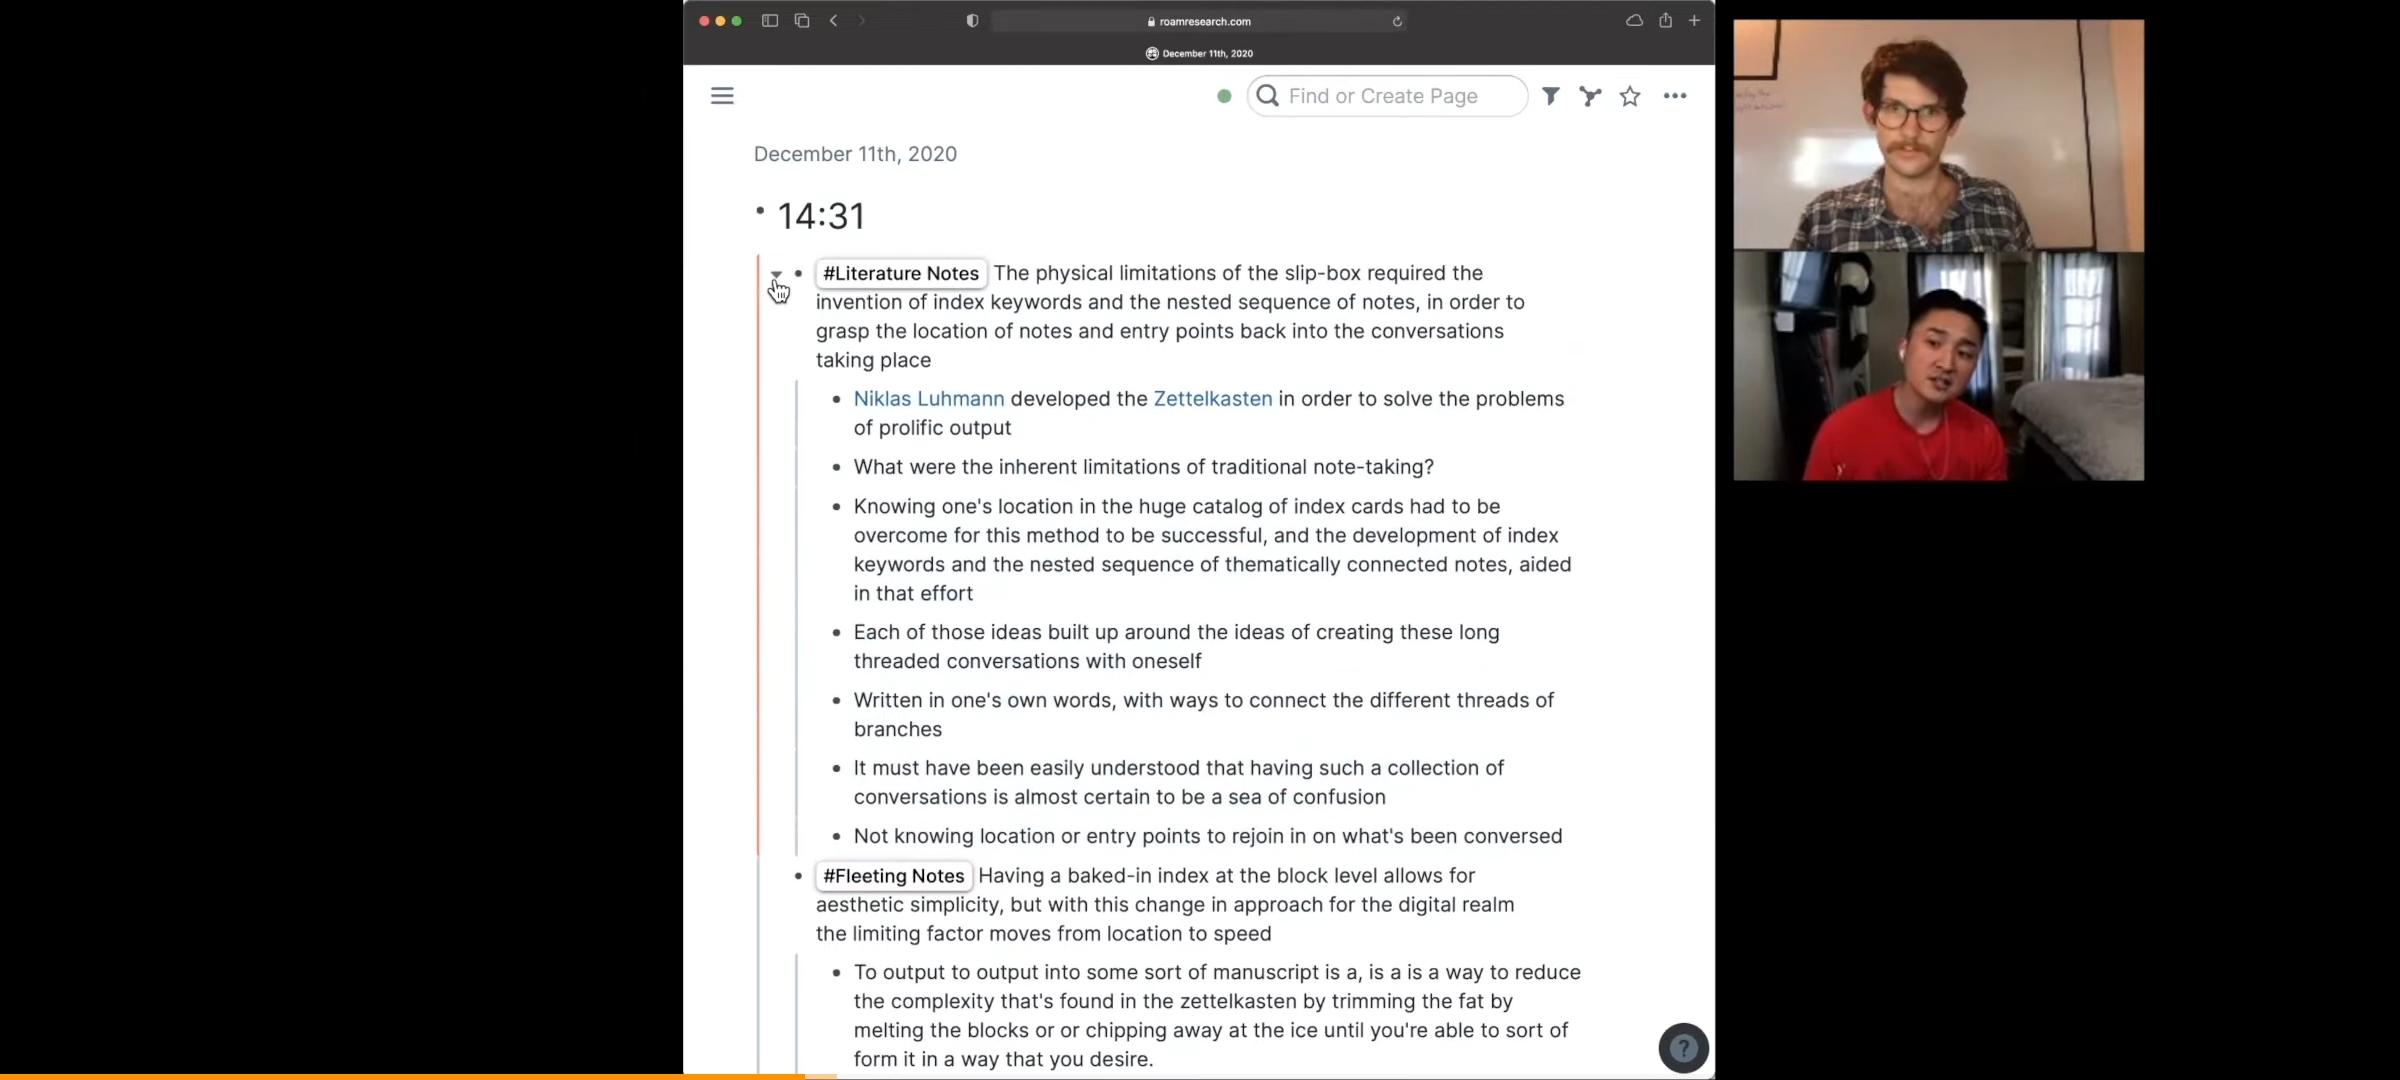 roamresearch.com
December 11th, 2020
Find or Create Page
December 11th, 2020
14:31
#Literature Notes The physical limitations of the slip-box required the
invention of index keywords and the nested sequence of notes, in order to
grasp the location of notes and entry points back into the conversations
taking place
Niklas Luhmann developed the Zettelkasten in order to solve the problems
of prolific output
What were the inherent limitations of traditional note-taking?
Knowing one's location in the huge catalog of index cards had to be
overcome for this method to be successful, and the development of index
keywords and the nested sequence of thematically connected notes, aided
in that effort
Each of those ideas built up around the ideas of creating these long
threaded conversations with oneself
Written in one's own words, with ways to connect the different threads of
branches
It must have been easily understood that having such a collection of
conversations is almost certain to be a sea of confusion
Not knowing location or entry points to rejoin in on what's been conversed
#Fleeting Notes Having a baked-in index at the block level allows for
aesthetic simplicity, but with this change in approach for the digital realm
the limiting factor moves from location to speed
To output to output into some sort of manuscript is a, is a is a way to reduce
the complexity that's found in the zettelkasten by trimming the fat by
melting the blocks or or chipping away at the ice until you're able to sort of
form it in a way that you desire.
?